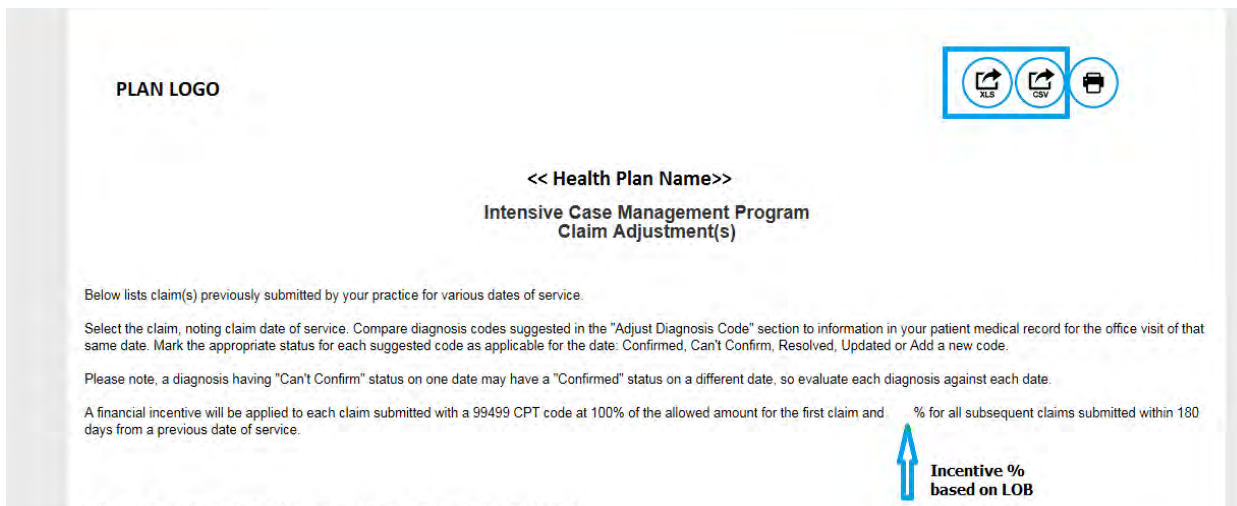 PLAN LOGO
XLS
CSV
<< Health Plan Name>>
Intensive Case Management Program
Claim Adjustment(s)
Below lists claim(s) previously submitted by your practice for various dates of service.
Select the claim, noting claim date of service. Compare diagnosis codes suggested in the "Adjust Diagnosis Code" section to information in your patient medical record for the office visit of that
same date. Mark the appropriate status for each suggested code as applicable for the date: Confirmed, Can't Confirm, Resolved, Updated or Add a new code.
Please note, a diagnosis having "Can't Confirm" status on one date may have a "Confirmed" status on a different date, so evaluate each diagnosis against each date.
A financial incentive will be applied to each claim submitted with a 99499 CPT code at 100% of the allowed amount for the first claim and % for all subsequent claims submitted within 180
days from a previous date of service.
Incentive %
based on LOB